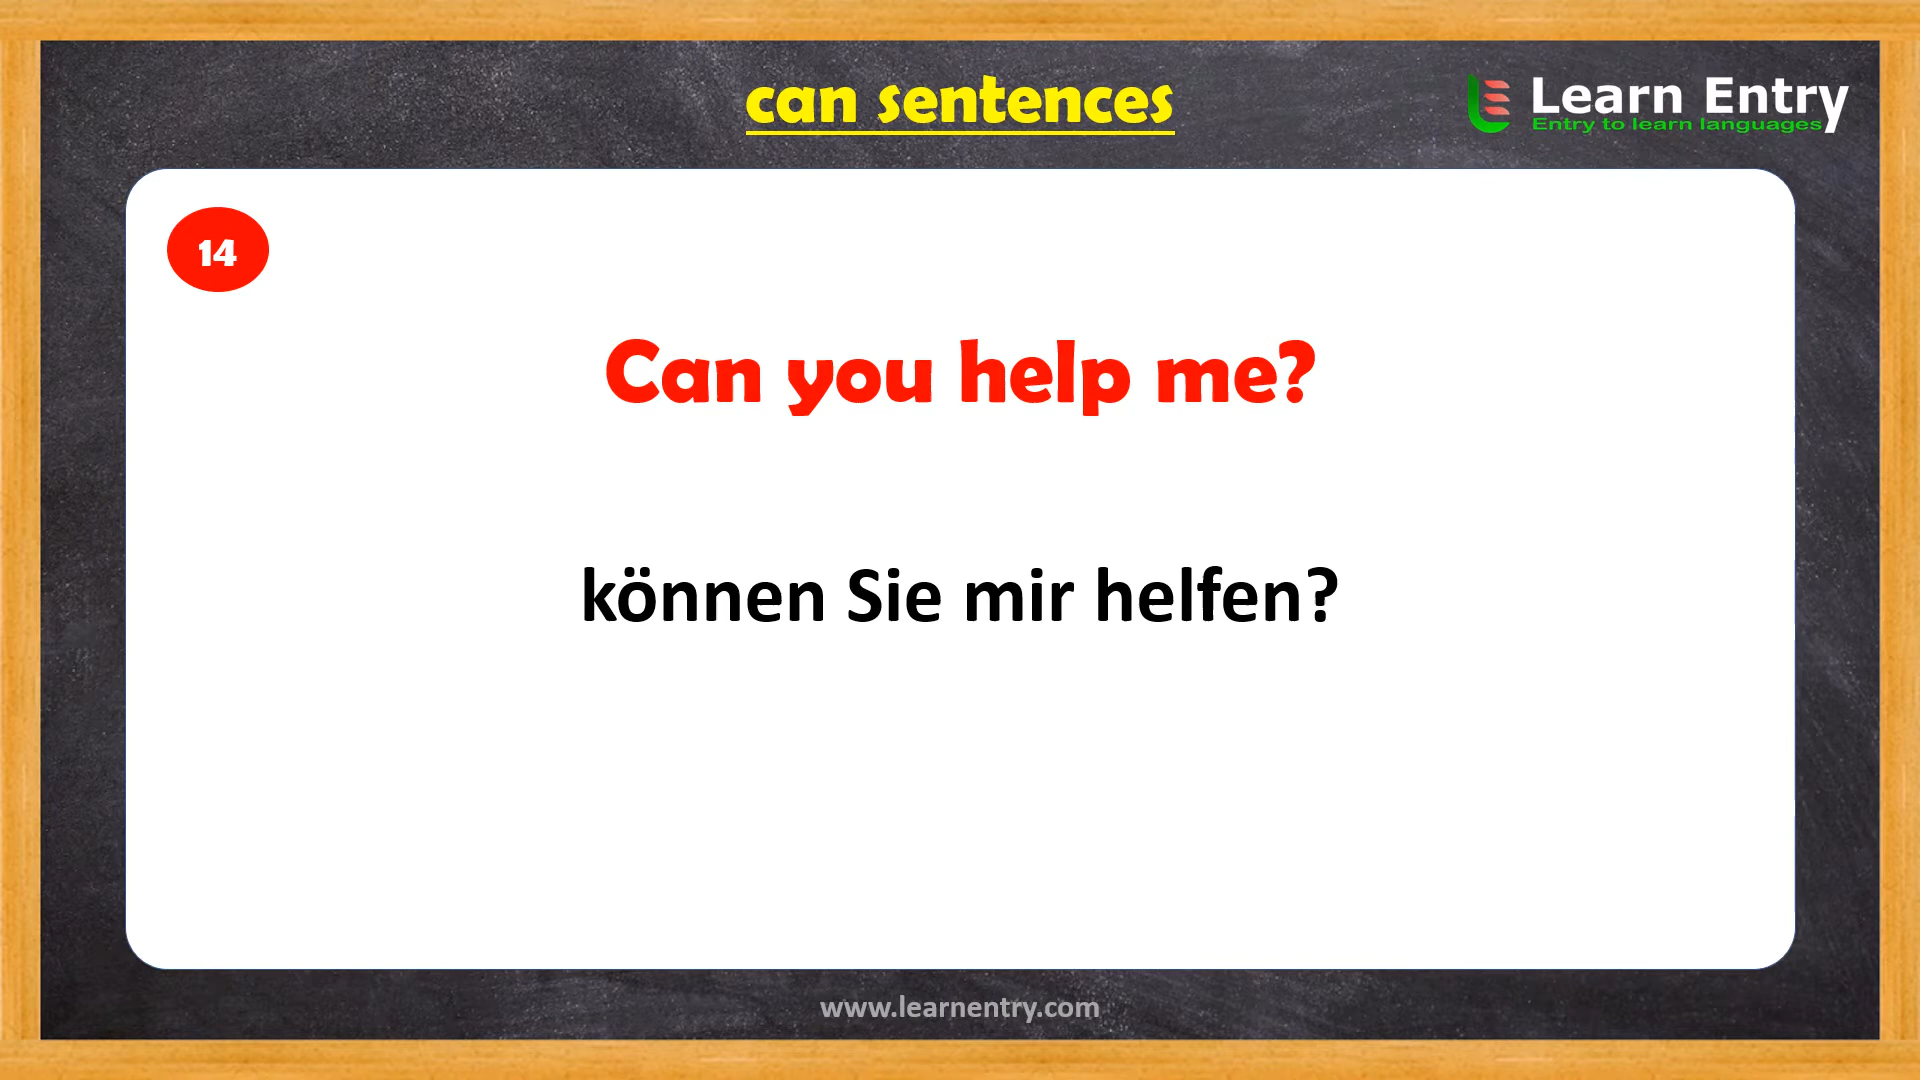 can sentences
Learn Entry
Entry to learn languages
14
Can you help me?
können Sie mir helfen?
www.learnentry.com